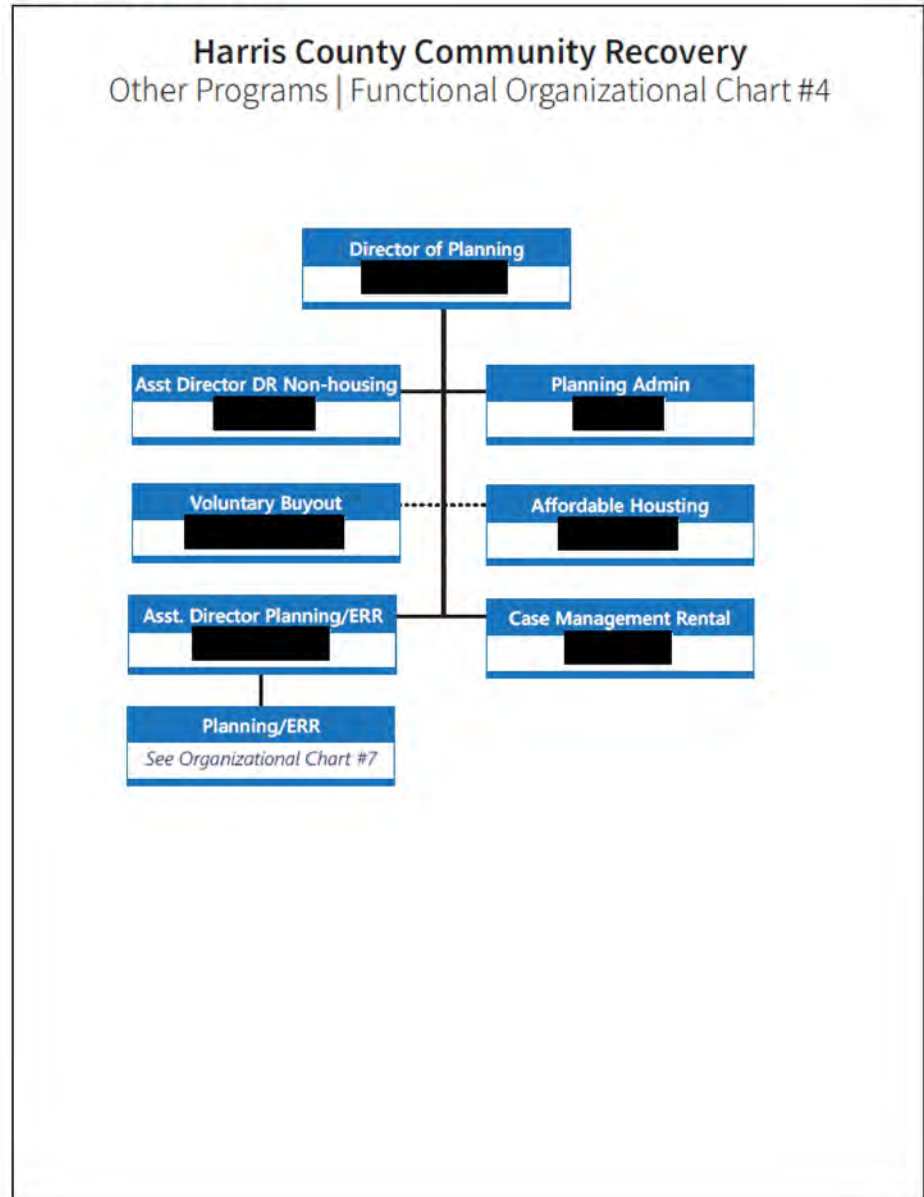 Harris County Community Recovery
Other Programs | Functional Organizational Chart #4
Director of Planning
Asst Director DR Non-housing
Planning Admin
Voluntary Buyout
Affordable Housting
Asst. Director Planning/ERR
Case Management Rental
Planning/ERR
See Organizational Chart #7